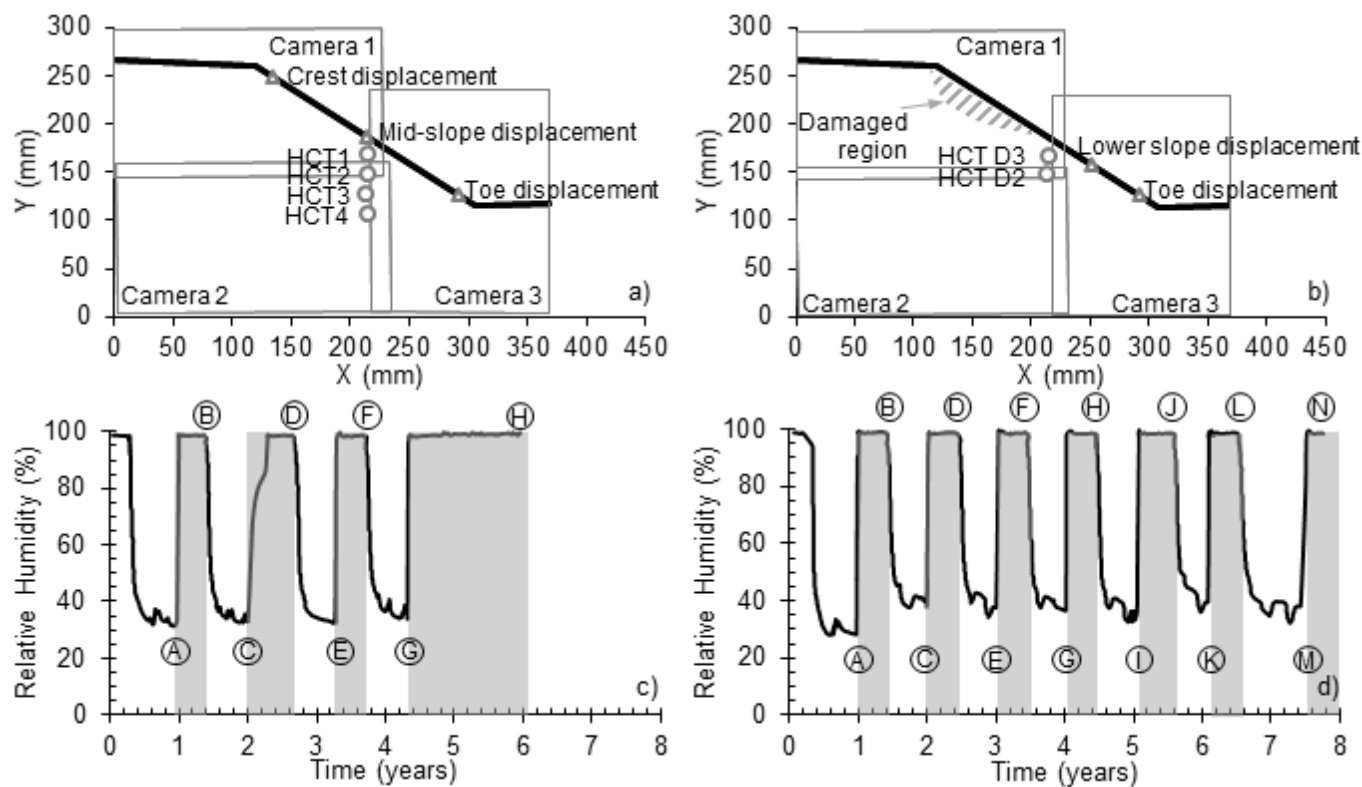 300
250
200
150
100
50
0
Y (mm)
Camera 1
Crest displacement
Mid-slope displacement
HCT1
HCT2
HCT3
HCT4
Toe displacement
Camera 2
Camera 3
a)
0 50 100 150 200 250 300 350 400 450
X (mm)
300
250
200
150
100
50
0
Y (mm)
Camera 1
Damaged
region
Lower slope displacement
HCT D3
HCT D2
Toe displacement
Camera 2
Camera 3
b)
0 50 100 150 200 250 300 350 400 450
X (mm)
100
80
60
40
20
0
Relative Humidity (%)
B D F H
A C E G
c)
0 1 2 3 4 5 6 7 8
Time (years)
100
80
60
40
20
0
Relative Humidity (%)
B D F H J L N
A C E G I K M
d)
0 1 2 3 4 5 6 7 8
Time (years)